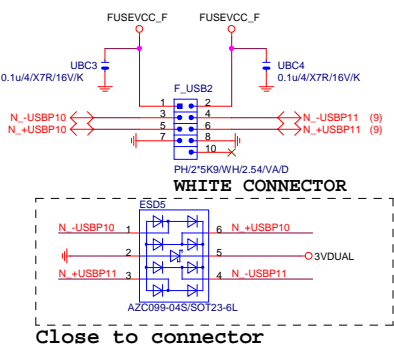 FUSEVCC_F FUSEVCC_F
UBC3 UBC4
0.1u/4/X7R/16V/K 0.1u/4/X7R/16V/K
F_USB2
1 2
N_-USBP10 3 4 N_-USBP11 (9)
N_+USBP10 5 6 N_+USBP11 (9)
7 8
10
PH/2*5K9/WH/2.54/VA/D
WHITE CONNECTOR
ESD5
N_-USBP10 1 6 N_+USBP10
2 5 3VDUAL
N_+USBP11 3 4 N_-USBP11
AZC099-04S/SOT23-6L
Close to connector